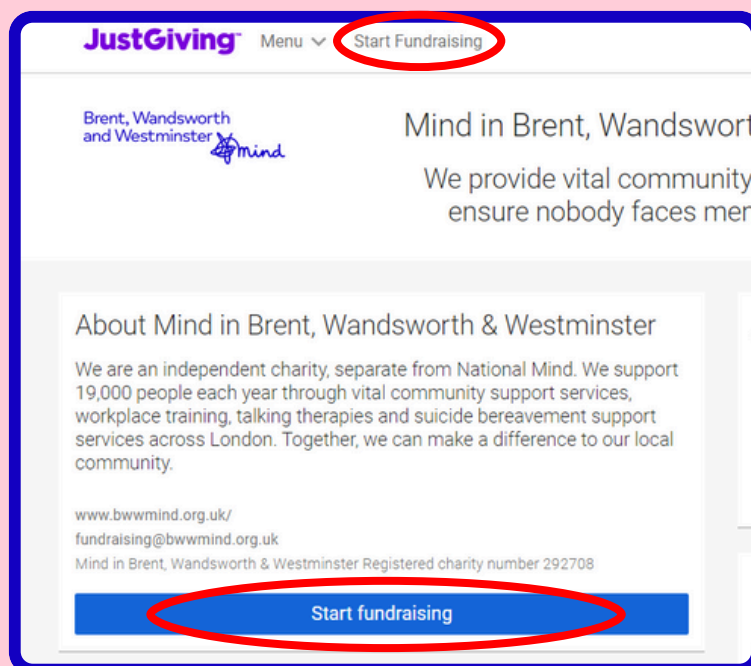 JustGiving Menu Start Fundraising
Brent, Wandsworth
and Westminster
mind
Mind in Brent, Wandswort
We provide vital community
ensure nobody faces men
About Mind in Brent, Wandsworth & Westminster
We are an independent charity, separate from National Mind. We support
19,000 people each year through vital community support services,
workplace training, talking therapies and suicide bereavement support
services across London. Together, we can make a difference to our local
community.
www.bwwmind.org.uk/
fundraising@bwwmind.org.uk
Mind in Brent, Wandsworth & Westminster Registered charity number 292708
Start fundraising